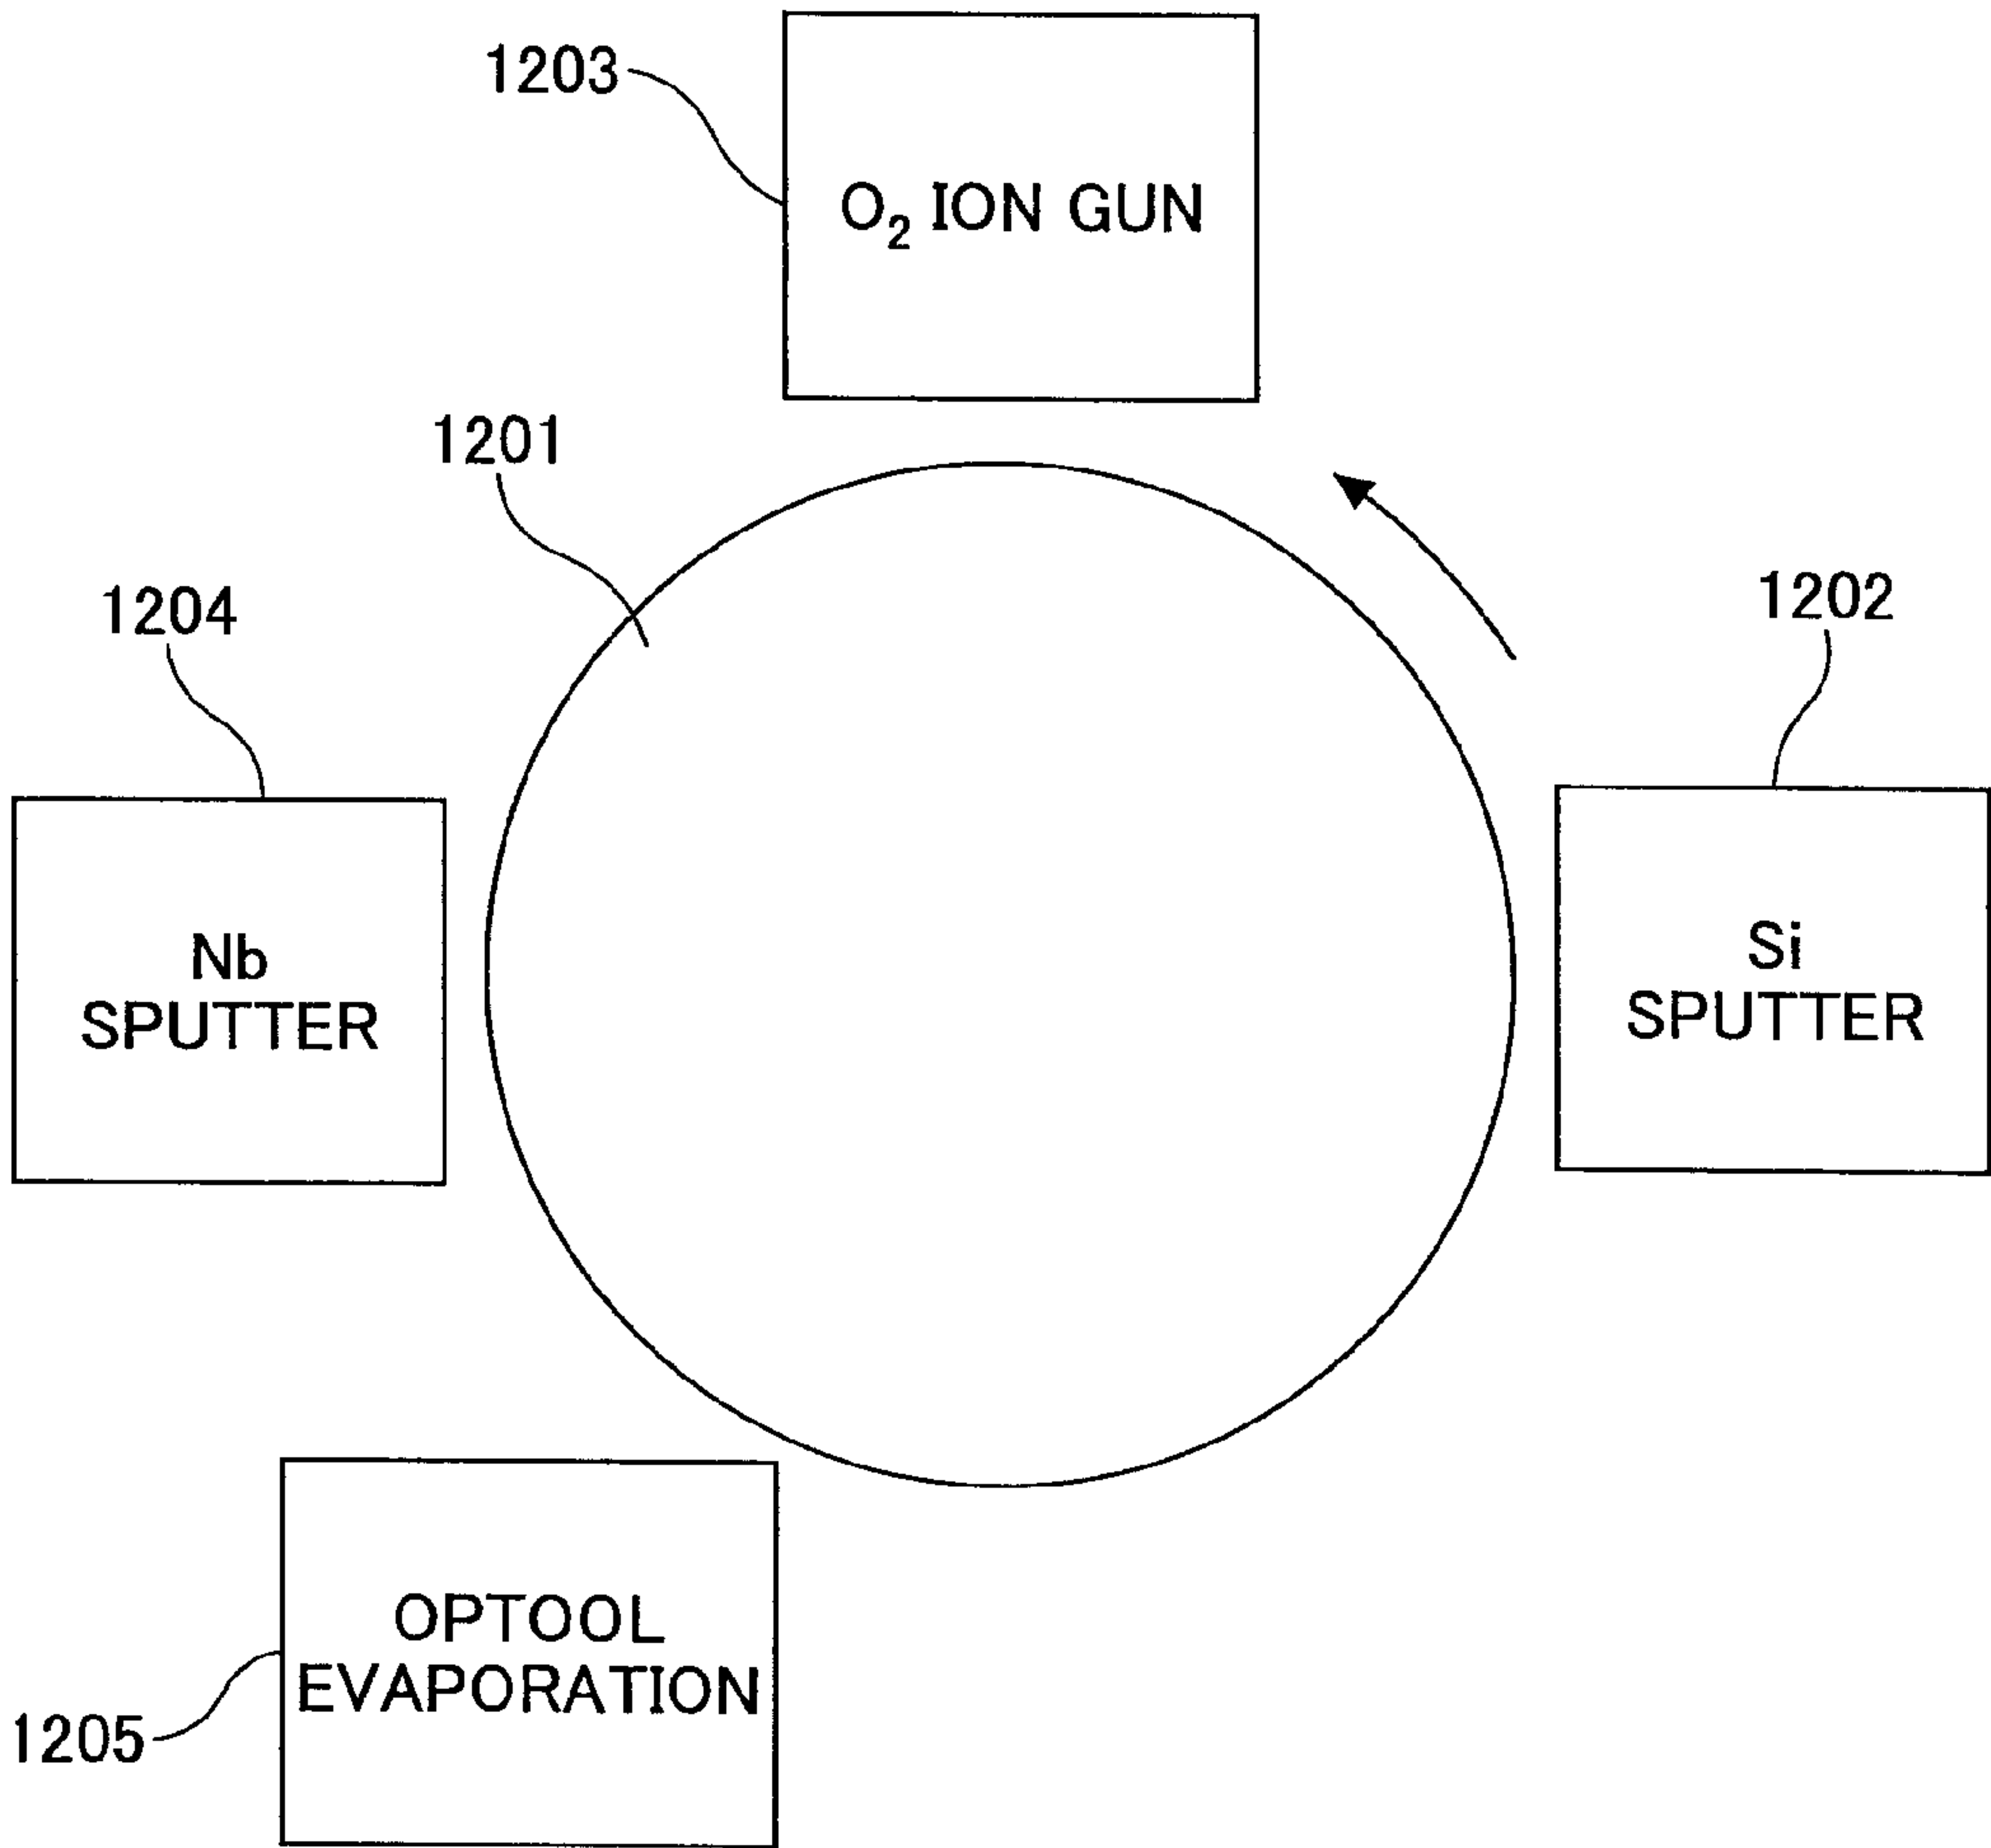 1203
O₂ ION GUN
1201
1204
1202
Nb
SPUTTER
Si
SPUTTER
OPTOOL
EVAPORATION
1205